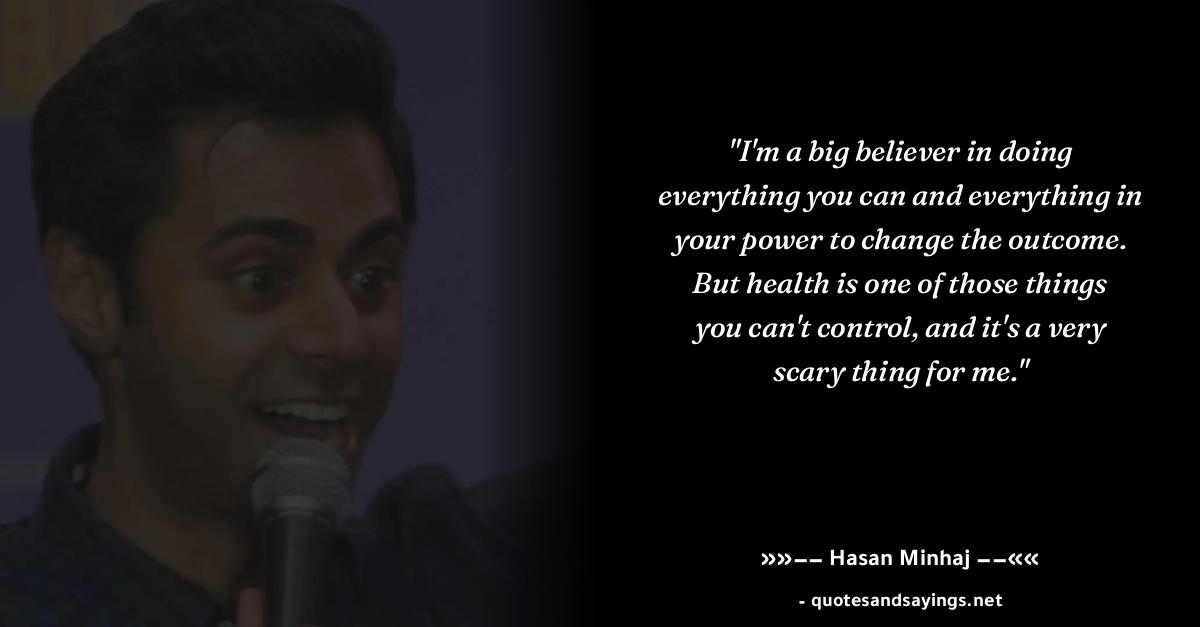 "I'm a big believer in doing
everything you can and everything in
your power to change the outcome.
But health is one of those things
you can't control, and it's a very
scary thing for me."
»»−− Hasan Minhaj −−««
- quotesandsayings.net